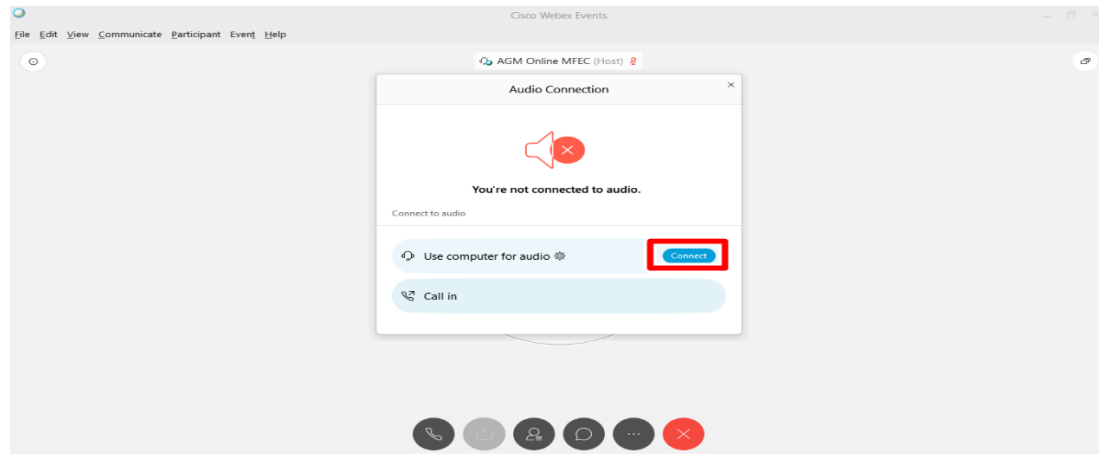 Cisco Webex Events
File Edit View Communicate Participant Event Help
AGM Online MFEC (Host)
Audio Connection
You're not connected to audio.
Connect to audio
Use computer for audio
Connect
Call in